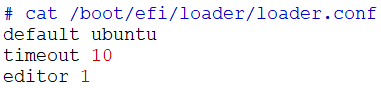 # cat /boot/efi/loader/loader.conf
default ubuntu
timeout 10
editor 1